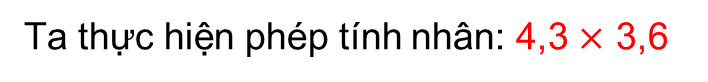 Ta thực hiện phép tính nhân: 4,3 × 3,6